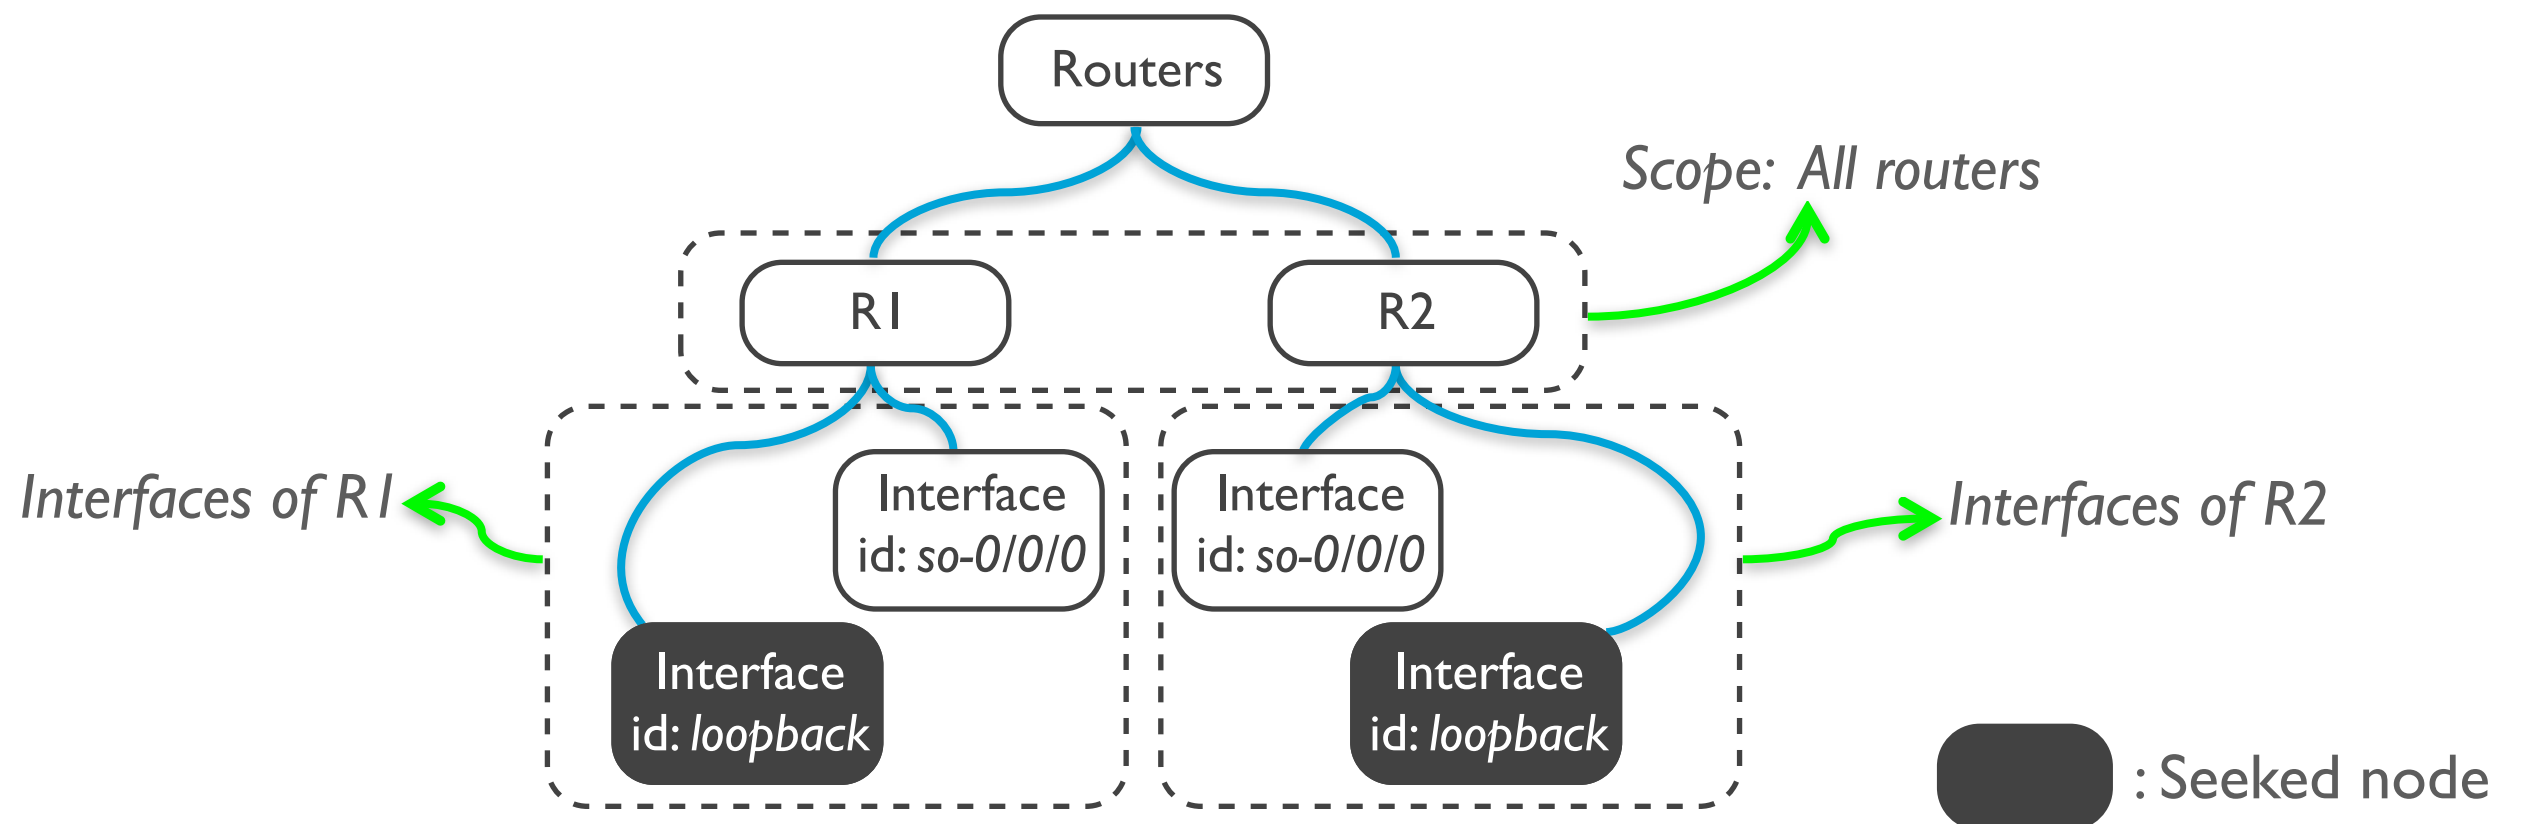 Routers
Scope: All routers
R1
R2
Interfaces of R1
Interface
id: so-0/0/0
Interface
id: so-0/0/0
Interfaces of R2
Interface
id: loopback
Interface
id: loopback
: Seeked node